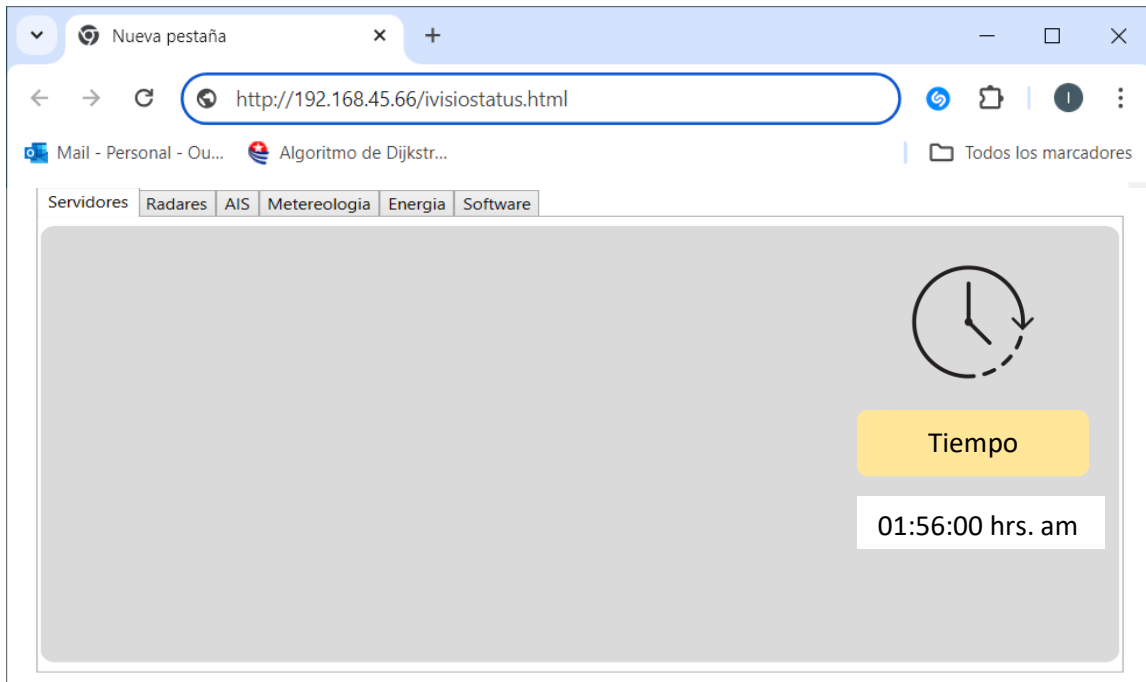 Nueva pestaña
http://192.168.45.66/ivisiostatus.html
I
Mail - Personal - Ou... Algoritmo de Dijkstr... Todos los marcadores
Servidores Radares AIS Metereologia Energia Software
Tiempo
01:56:00 hrs. am